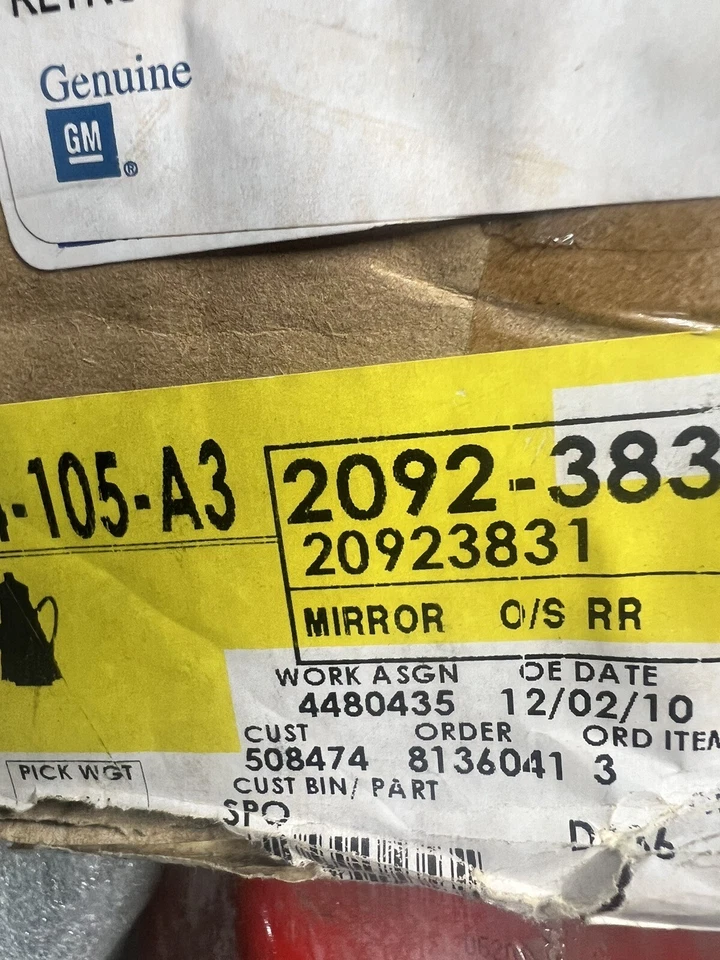 Genuine
GM
®
-105-A3
2092-383
20923831
MIRROR O/S RR
WORK ASGN OE DATE
4480435 12/02/10
CUST ORDER ORD ITEM
508474 8136041 3
PICK WGT
CUST BIN/ PART
SPO